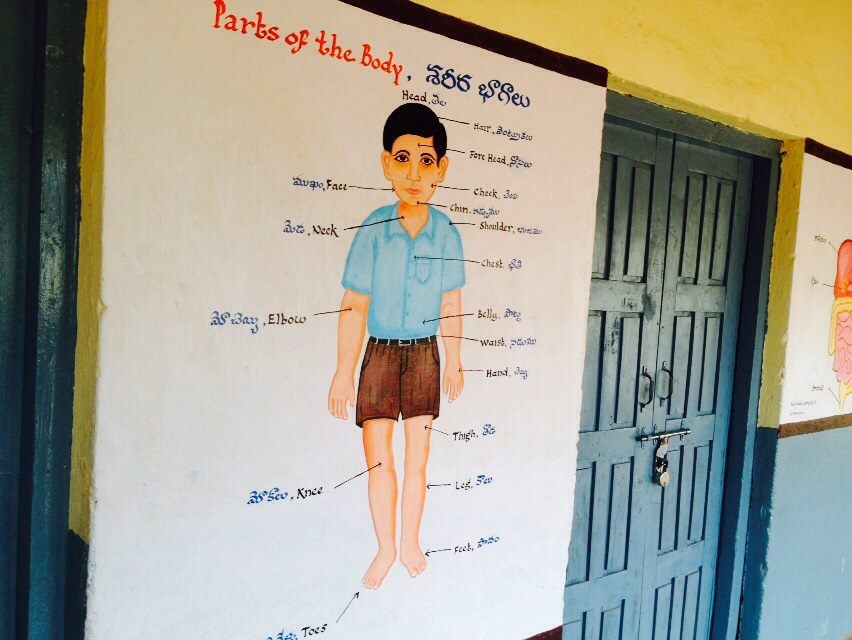 Parts of the Body, శరీర భాగాలు
Head, తల
Hair, వెంట్రుకలు
Fore Head, నొసలు
ముఖం, Face
Cheek, చెంప
Chin, గడ్డము
మెడ, Neck
Shoulder, భుజము
Chest, ఛాతి
మోచెయ్యి, Elbow
Belly, పొట్ట
Waist, నడుము
Hand, చెయ్యి
Thigh, తొడ
మోకాలు, Knee
Leg, కాలు
Feet, పాదం
Toes